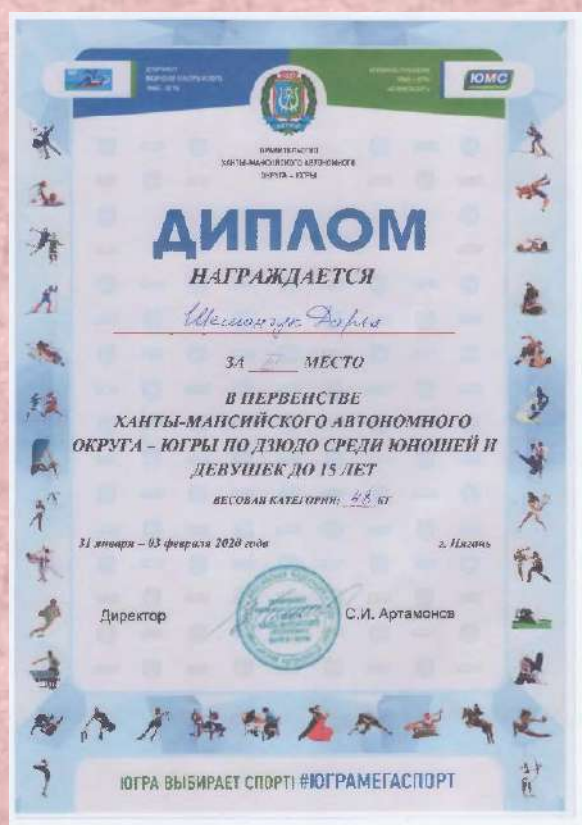 ЮМС
ПРАВИТЕЛЬСТВО
ХАНТЫ-МАНСИЙСКОГО АВТОНОМНОГО
ОКРУГА – ЮГРЫ
ДИПЛОМ
НАГРАЖДАЕТСЯ
Дарья
ЗА МЕСТО
В ПЕРВЕНСТВЕ
ХАНТЫ-МАНСИЙСКОГО АВТОНОМНОГО
ОКРУГА – ЮГРЫ ПО ДЗЮДО СРЕДИ ЮНОШЕЙ И
ДЕВУШЕК ДО 15 ЛЕТ
ВЕСОВАЯ КАТЕГОРИЯ: 48 КГ
31 января – 03 февраля 2020 года г. Нягань
Директор С.И. Артамонов
ЮГРА ВЫБИРАЕТ СПОРТ! #ЮГРАМЕГАСПОРТ